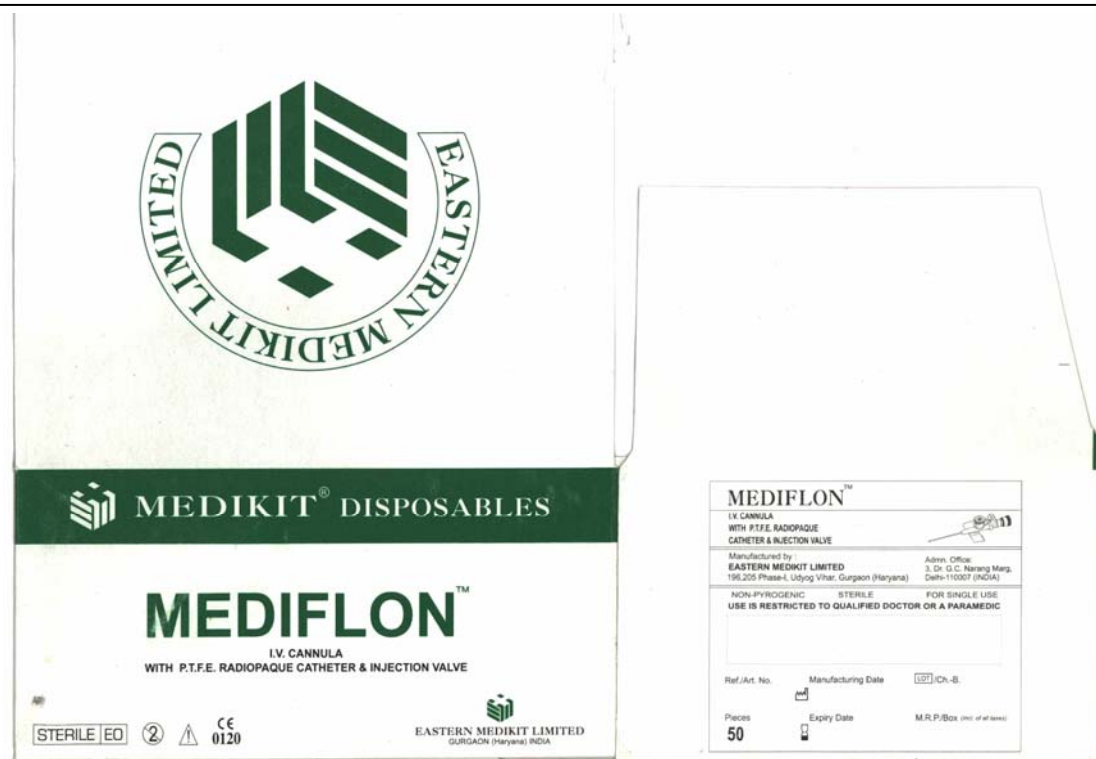 EASTERN MEDIKIT LIMITED
MEDIKIT® DISPOSABLES
MEDIFLON™
I.V. CANNULA
WITH P.T.F.E. RADIOPAQUE CATHETER & INJECTION VALVE
STERILE EO
2
CE
0120
EASTERN MEDIKIT LIMITED
GURGAON (Haryana) INDIA
MEDIFLON™
I.V. CANNULA
WITH P.T.F.E. RADIOPAQUE
CATHETER & INJECTION VALVE
Manufactured by :
EASTERN MEDIKIT LIMITED
196,205 Phase-I, Udyog Vihar, Gurgaon (Haryana)
Admn. Office:
3, Dr. G.C. Narang Marg,
Delhi-110007 (INDIA)
NON-PYROGENIC STERILE FOR SINGLE USE
USE IS RESTRICTED TO QUALIFIED DOCTOR OR A PARAMEDIC
Ref./Art. No. Manufacturing Date LOT /Ch.-B.
Pieces Expiry Date M.R.P./Box (incl. of all taxes)
50